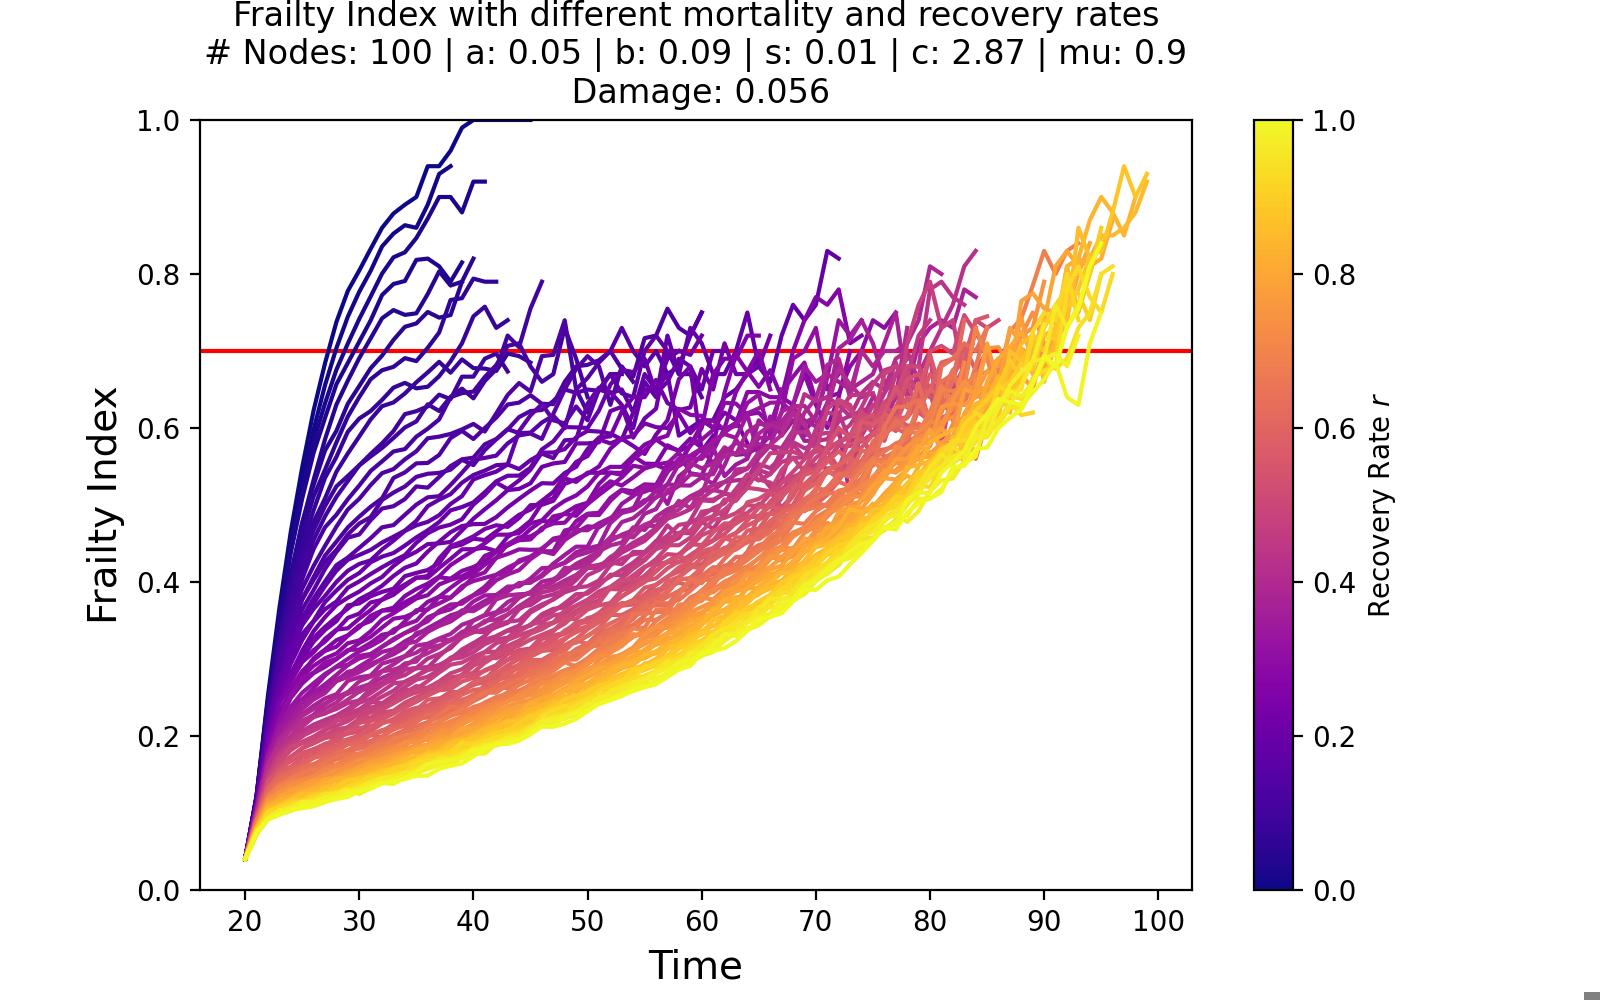 Frailty Index with different mortality and recovery rates
# Nodes: 100 | a: 0.05 | b: 0.09 | s: 0.01 | c: 2.87 | mu: 0.9
Damage: 0.056
Frailty Index
1.0
0.8
0.6
0.4
0.2
0.0
20 30 40 50 60 70 80 90 100
Time
1.0
0.8
0.6
0.4
0.2
0.0
Recovery Rate r